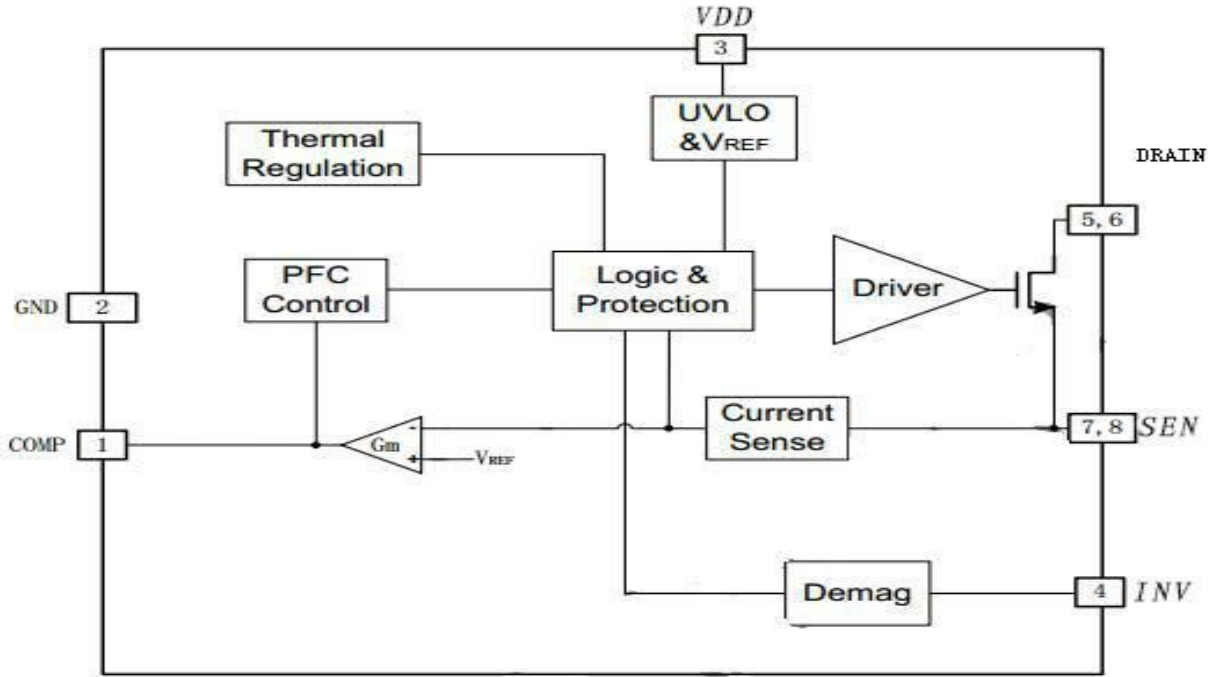 VDD
3
UVLO
&VREF
Thermal
Regulation
DRAIN
5, 6
PFC
Control
Logic &
Protection
Driver
GND
2
COMP
1
Gm
-
+
VREF
Current
Sense
7, 8
SEN
Demag
4
INV